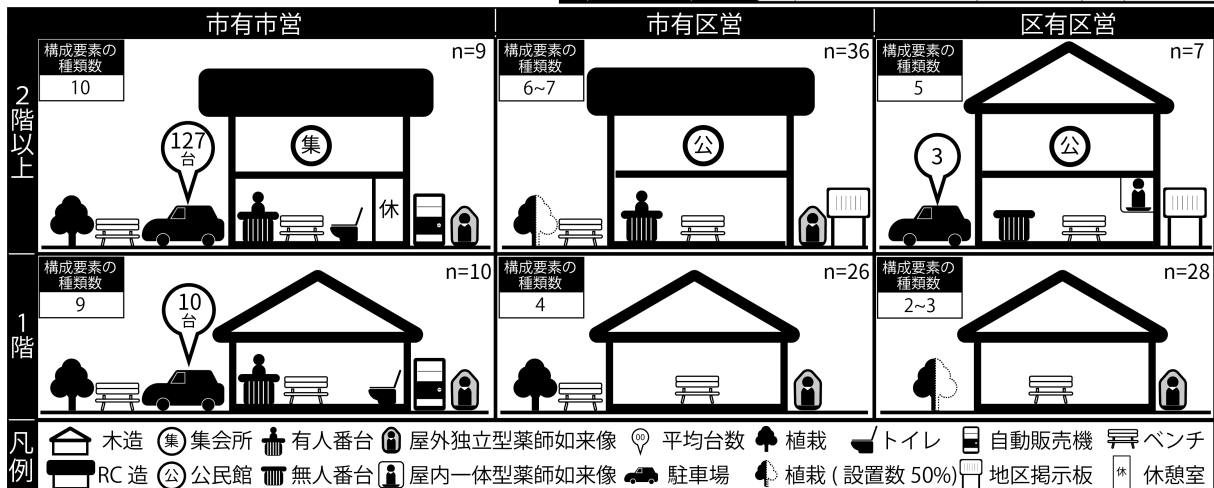 市有市営 市有区営 区有区営
2階以上
構成要素の
種類数
10
n=9
127
台
集
休
構成要素の
種類数
6~7
n=36
公
構成要素の
種類数
5
n=7
3
公
1階
構成要素の
種類数
9
n=10
10
台
構成要素の
種類数
4
n=26
構成要素の
種類数
2~3
n=28
凡例
木造 集 集会所 有人番台 屋外独立型薬師如来像 00 平均台数 植栽 トイレ 自動販売機 ベンチ
RC 造 公 公民館 無人番台 屋内一体型薬師如来像 駐車場 植栽 ( 設置数 50%) 地区掲示板 休 休憩室